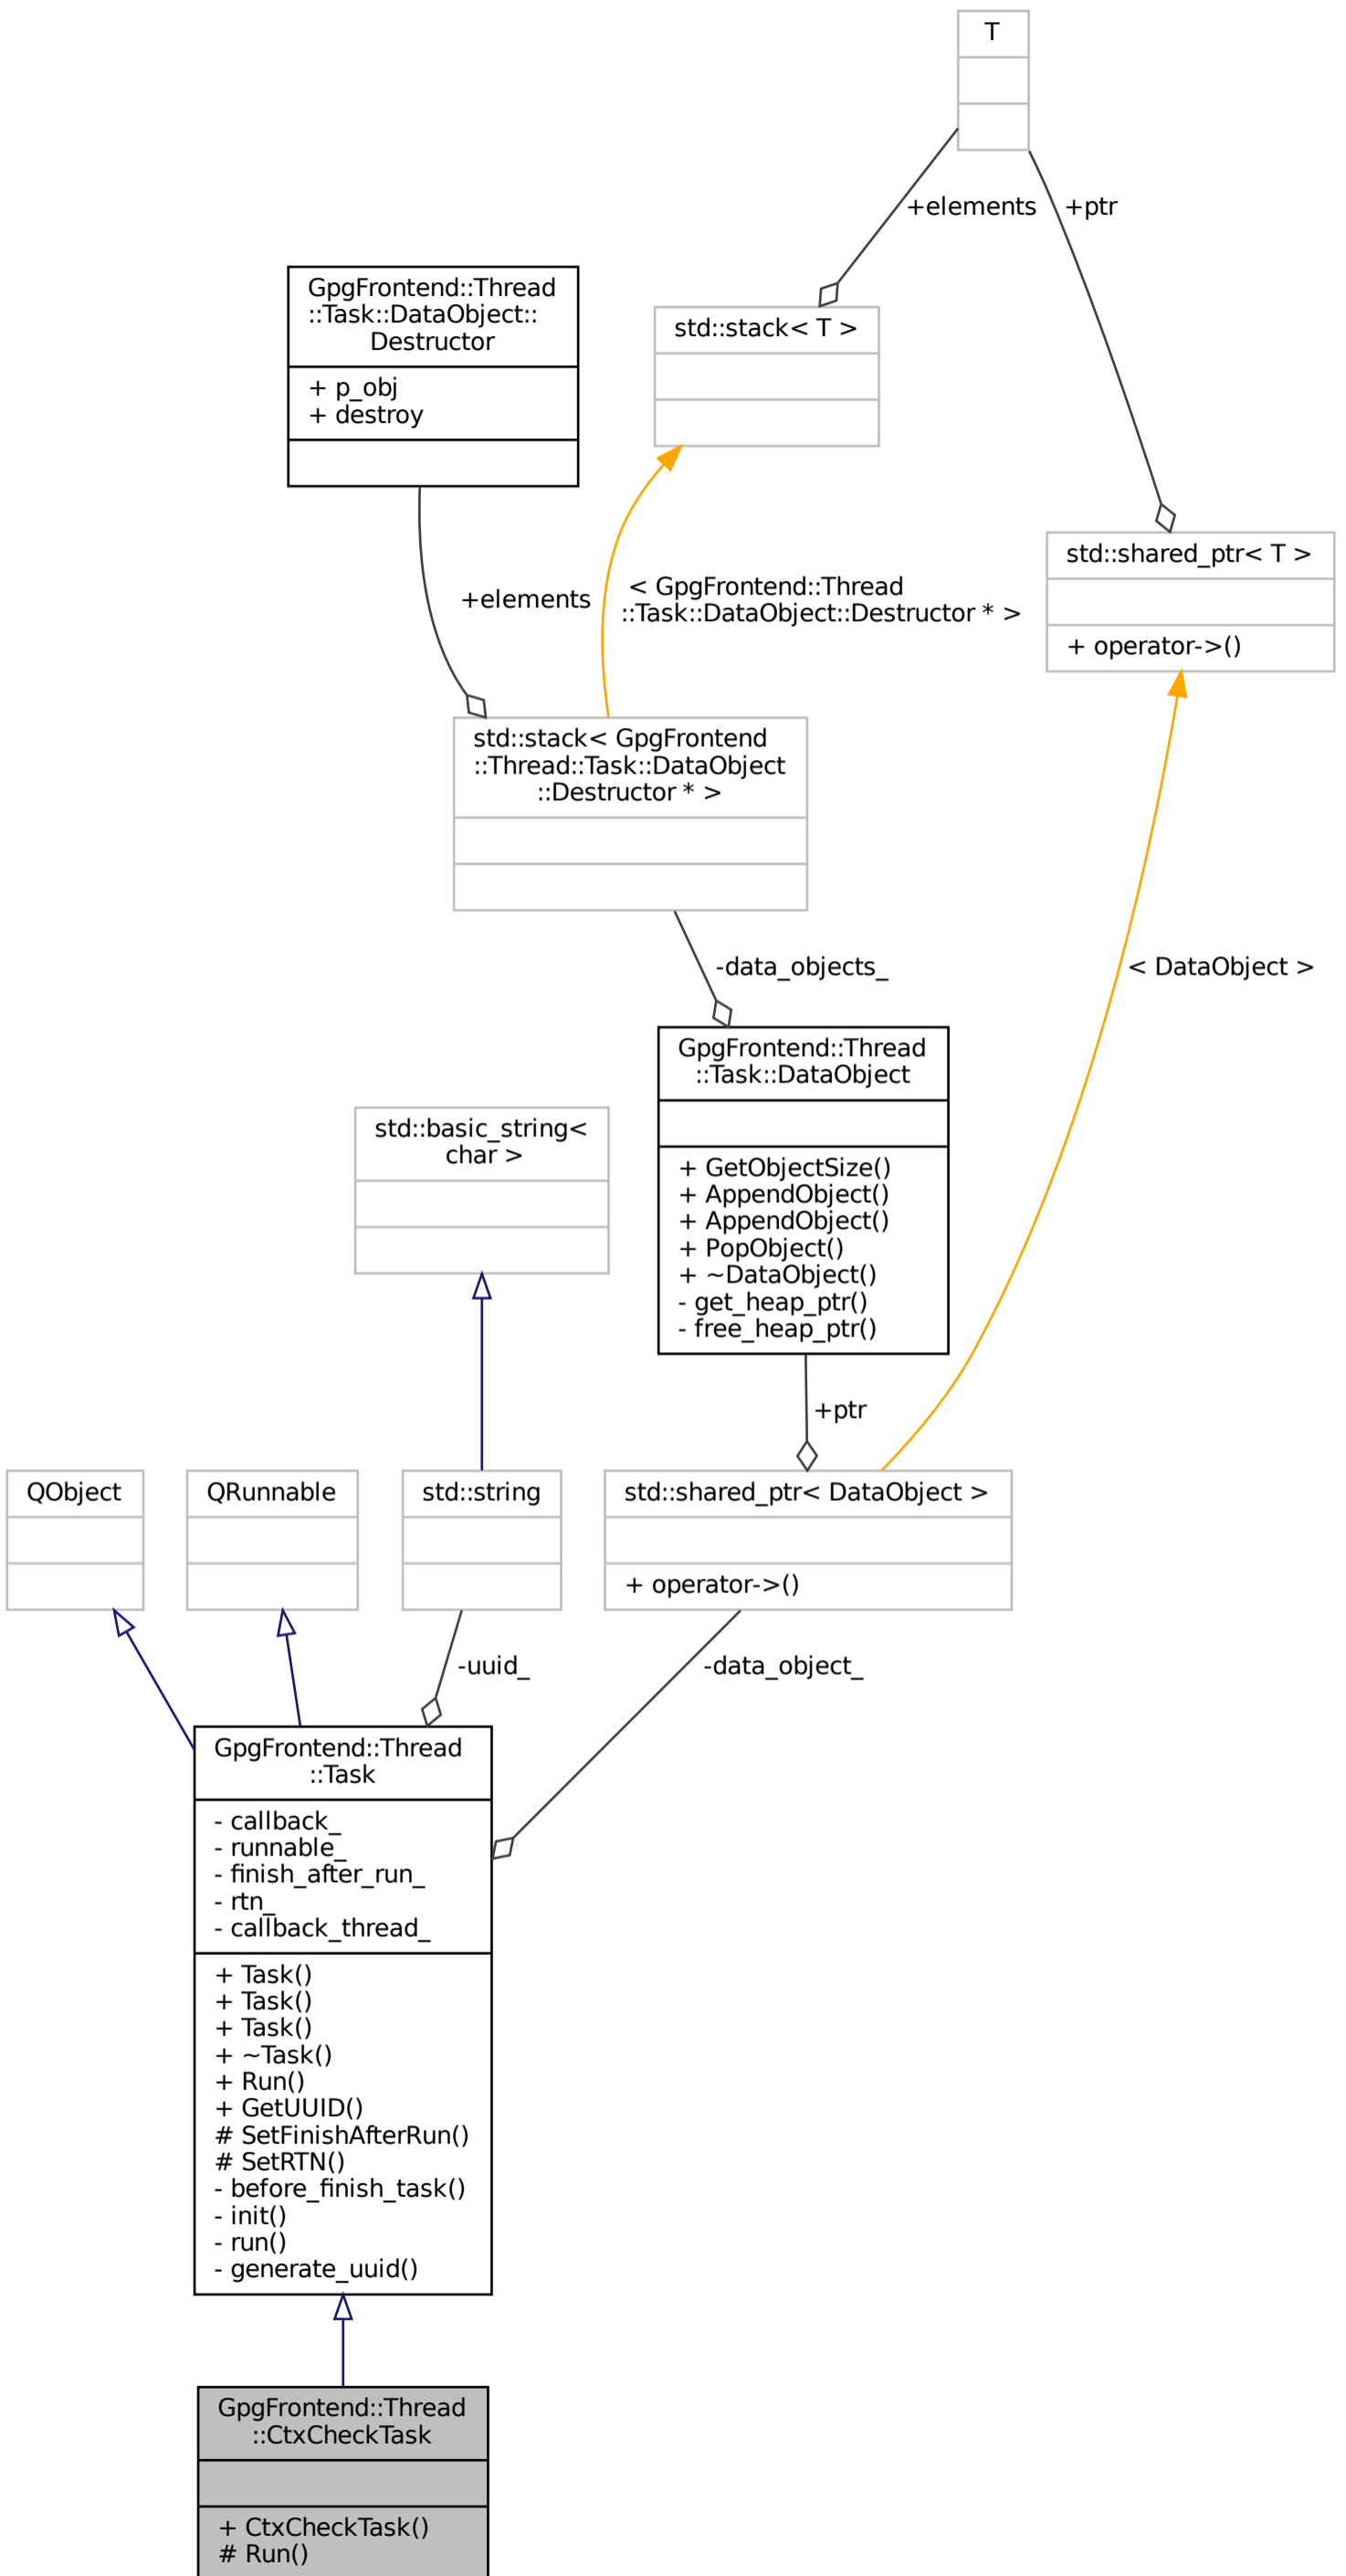 T
+elements
+ptr
GpgFrontend::Thread
::Task::DataObject::
Destructor
+ p_obj
+ destroy
std::stack< T >
std::shared_ptr< T >
+ operator->()
+elements
< GpgFrontend::Thread
::Task::DataObject::Destructor * >
std::stack< GpgFrontend
::Thread::Task::DataObject
::Destructor * >
-data_objects_
< DataObject >
GpgFrontend::Thread
::Task::DataObject
+ GetObjectSize()
+ AppendObject()
+ AppendObject()
+ PopObject()
+ ~DataObject()
- get_heap_ptr()
- free_heap_ptr()
std::basic_string<
char >
+ptr
QObject
QRunnable
std::string
std::shared_ptr< DataObject >
+ operator->()
-uuid_
-data_object_
GpgFrontend::Thread
::Task
- callback_
- runnable_
- finish_after_run_
- rtn_
- callback_thread_
+ Task()
+ Task()
+ Task()
+ ~Task()
+ Run()
+ GetUUID()
# SetFinishAfterRun()
# SetRTN()
- before_finish_task()
- init()
- run()
- generate_uuid()
GpgFrontend::Thread
::CtxCheckTask
+ CtxCheckTask()
# Run()